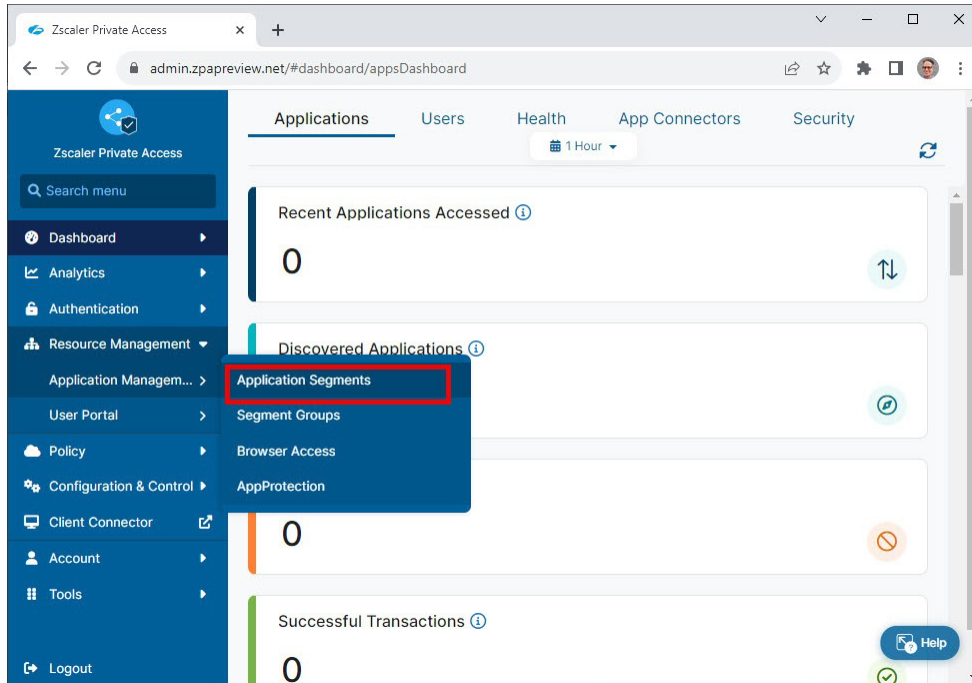 Zscaler Private Access
admin.zpapreview.net/#dashboard/appsDashboard
Zscaler Private Access
Search menu
Dashboard
Analytics
Authentication
Resource Management
Application Managem...
User Portal
Policy
Configuration & Control
Client Connector
Account
Tools
Logout
Application Segments
Segment Groups
Browser Access
AppProtection
Applications Users Health App Connectors Security
1 Hour
Recent Applications Accessed
0
Discovered Applications
0
Successful Transactions
0
Help